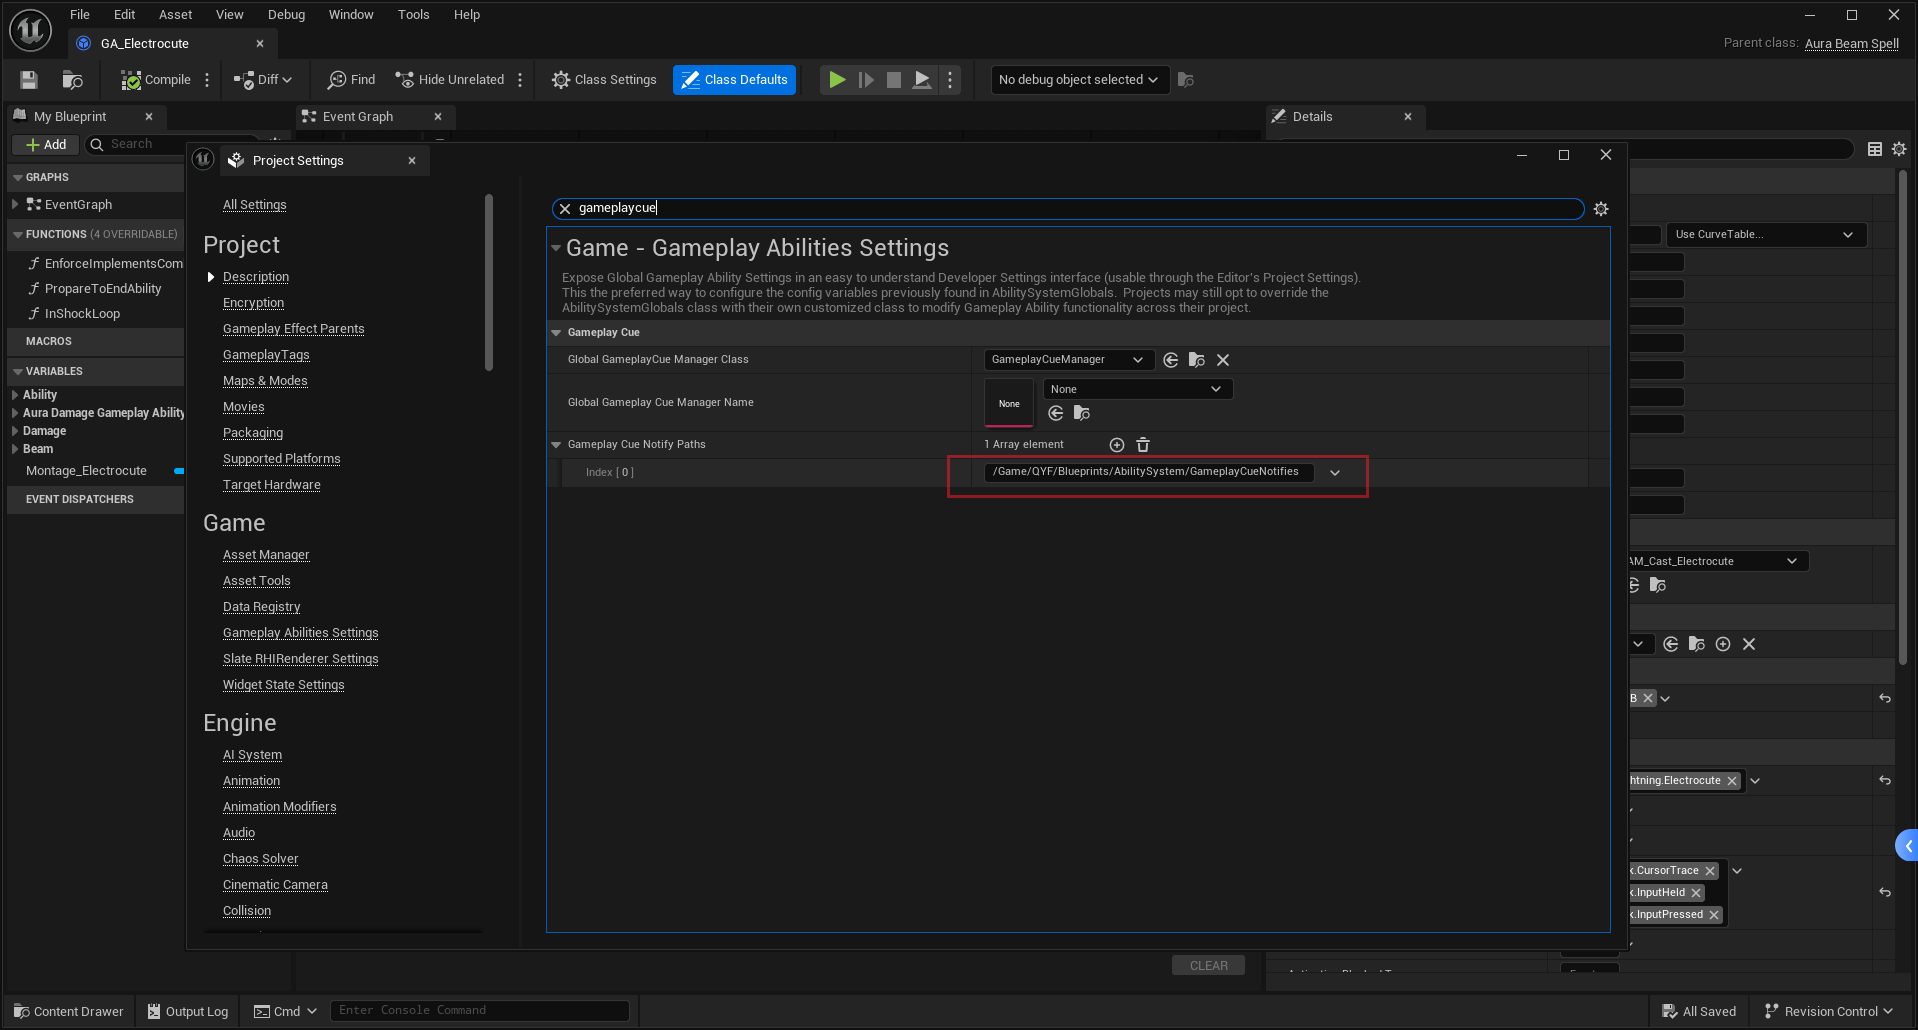 File Edit Asset View Debug Window Tools Help
GA_Electrocute
Parent class: Aura Beam Spell
Compile Diff Find Hide Unrelated Class Settings Class Defaults No debug object selected
My Blueprint
Event Graph
Details
Add
Search
GRAPHS
EventGraph
FUNCTIONS (4 OVERRIDABLE)
EnforceImplementsCom
PropareToEndAbility
InShockLoop
MACROS
VARIABLES
Ability
Aura Damage Gameplay Ability
Damage
Beam
Montage_Electrocute
EVENT DISPATCHERS
Project Settings
All Settings
Project
Description
Encryption
Gameplay Effect Parents
GameplayTags
Maps & Modes
Movies
Packaging
Supported Platforms
Target Hardware
Game
Asset Manager
Asset Tools
Data Registry
Gameplay Abilities Settings
Slate RHIRenderer Settings
Widget State Settings
Engine
AI System
Animation
Animation Modifiers
Audio
Chaos Solver
Cinematic Camera
Collision
gameplaycue
Game - Gameplay Abilities Settings
Expose Global Gameplay Ability Settings in an easy to understand Developer Settings interface (usable through the Editor's Project Settings).
This the preferred way to configure the config variables previously found in AbilitySystemGlobals. Projects may still opt to override the
AbilitySystemGlobals class with their own customized class to modify Gameplay Ability functionality across their project.
Gameplay Cue
Global GameplayCue Manager Class
GameplayCueManager
Global Gameplay Cue Manager Name
None
None
Gameplay Cue Notify Paths
1 Array element
Index [ 0 ]
/Game/QYF/Blueprints/AbilitySystem/GameplayCueNotifies
Use CurveTable...
AM_Cast_Electrocute
B
htning.Electrocute
k.CursorTrace
k.InputHeld
k.InputPressed
CLEAR
Content Drawer Output Log Cmd Enter Console Command
All Saved Revision Control